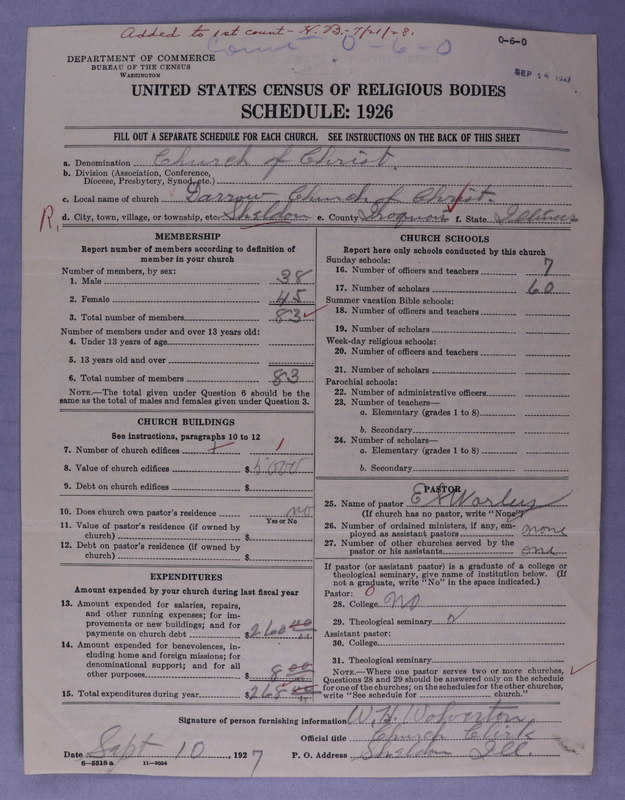 Added to 1st count - N.B. - 7/21/28.
Count 0-6-0
0-6-0
SEP 14 1927
DEPARTMENT OF COMMERCE
BUREAU OF THE CENSUS
WASHINGTON
UNITED STATES CENSUS OF RELIGIOUS BODIES
SCHEDULE: 1926
FILL OUT A SEPARATE SCHEDULE FOR EACH CHURCH. SEE INSTRUCTIONS ON THE BACK OF THIS SHEET
a. Denomination Church of Christ.
b. Division (Association, Conference,
Diocese, Presbytery, Synod, etc.)
c. Local name of church Darrow Church of Christ.
R. d. City, town, village, or township, etc. Sheldon e. County Iroquois f. State Illinois
MEMBERSHIP
Report number of members according to definition of
member in your church
Number of members, by sex:
1. Male 38
2. Female 45
3. Total number of members 83
Number of members under and over 13 years old:
4. Under 13 years of age
5. 13 years old and over
6. Total number of members 83
NOTE.—The total given under Question 6 should be the
same as the total of males and females given under Question 3.
CHURCH BUILDINGS
See instructions, paragraphs 10 to 12
7. Number of church edifices 1
8. Value of church edifices $5000
9. Debt on church edifices $
10. Does church own pastor's residence no
Yes or No
11. Value of pastor's residence (if owned by
church) $
12. Debt on pastor's residence (if owned by
church) $
EXPENDITURES
Amount expended by your church during last fiscal year
13. Amount expended for salaries, repairs,
and other running expenses; for im-
provements or new buildings; and for
payments on church debt $260 00
14. Amount expended for benevolences, in-
cluding home and foreign missions; for
denominational support; and for all
other purposes $ 8 00
15. Total expenditures during year $268 00
CHURCH SCHOOLS
Report here only schools conducted by this church
Sunday schools:
16. Number of officers and teachers 7
17. Number of scholars 60
Summer vacation Bible schools:
18. Number of officers and teachers
19. Number of scholars
Week-day religious schools:
20. Number of officers and teachers
21. Number of scholars
Parochial schools:
22. Number of administrative officers
23. Number of teachers—
a. Elementary (grades 1 to 8)
b. Secondary
24. Number of scholars—
a. Elementary (grades 1 to 8)
b. Secondary
PASTOR
25. Name of pastor
(If church has no pastor, write "None")
26. Number of ordained ministers, if any, em-
ployed as assistant pastors none
27. Number of other churches served by the
pastor or his assistants one
If pastor (or assistant pastor) is a graduate of a college or
theological seminary, give name of institution below. (If
not a graduate, write "No" in the space indicated.)
Pastor:
28. College no
29. Theological seminary
Assistant pastor:
30. College
31. Theological seminary
NOTE.—Where one pastor serves two or more churches,
Questions 28 and 29 should be answered only on the schedule
for one of the churches; on the schedules for the other churches,
write "See schedule for church."
Signature of person furnishing information W. H. Wolverton
Official title Church Clerk
Date Sept 10, 1927 P. O. Address Sheldon Ill.
8-5518 a 11-9034